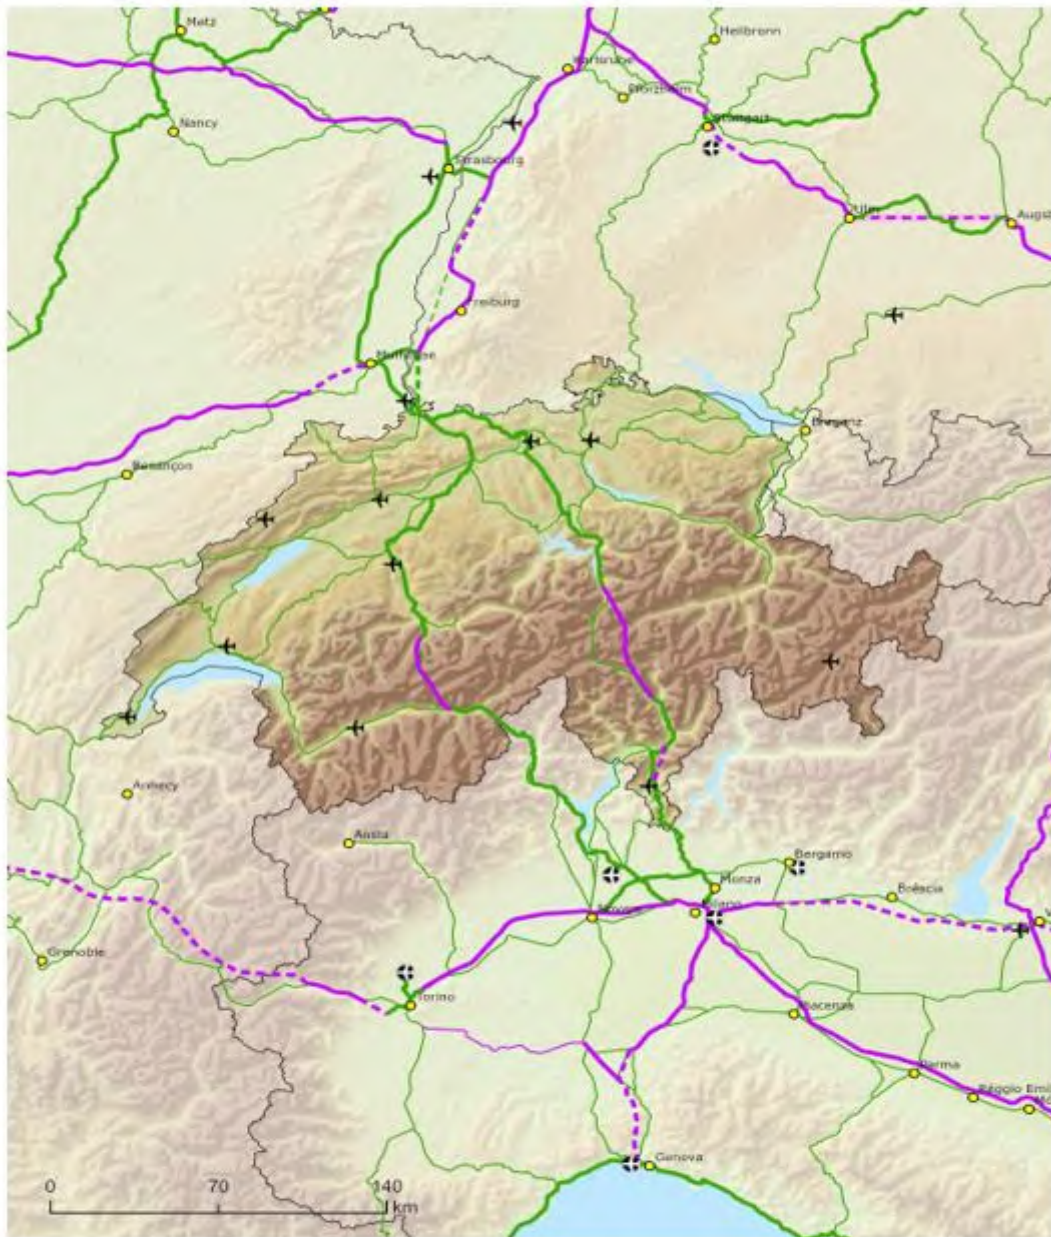 Metz
Heilbronn
Karlsruhe
Pforzheim
Nancy
Stuttgart
Strasbourg
Ulm
Augsb
Freiburg
Mulhouse
Bregenz
Besançon
Annecy
Aosta
Bergamo
Monza
Brescia
Novara
Milano
Grenoble
Torino
Piacenza
Parma
Reggio Emi
Genova
0 70 140
km